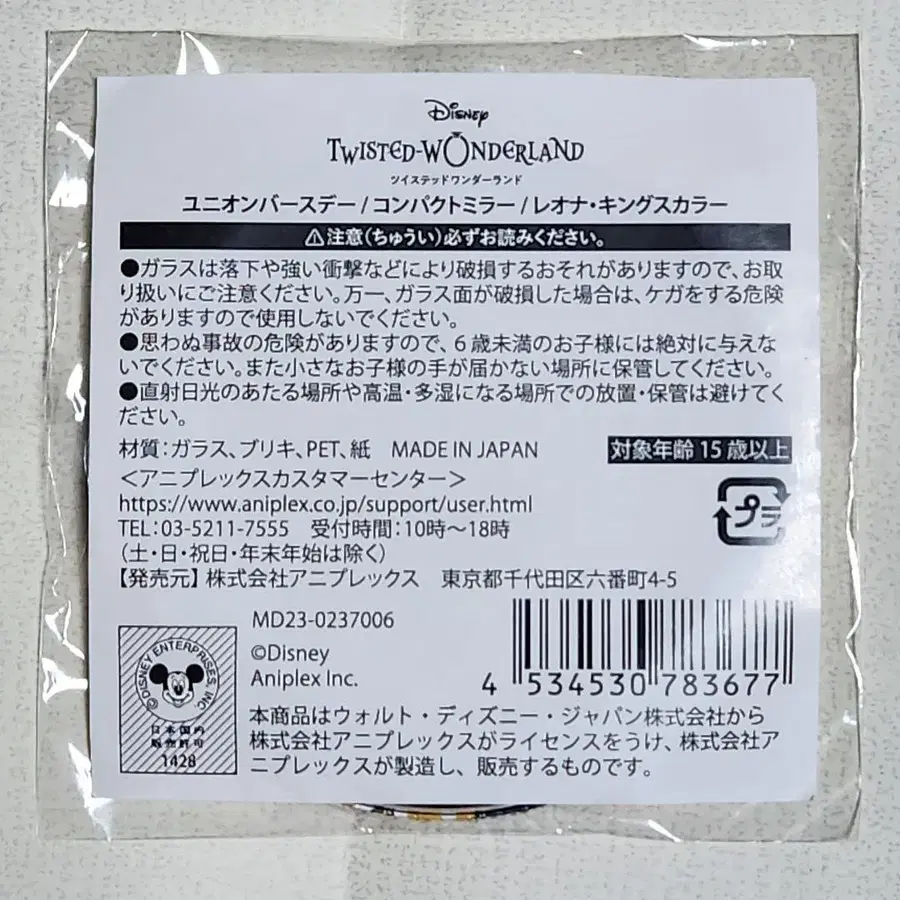 Disney
TWISTED-WONDERLAND
ツイステッドワンダーランド
ユニオンバースデー/コンパクトミラー/レオナ・キングスカラー
⚠注意(ちゅうい)必ずお読みください。
●ガラスは落下や強い衝撃などにより破損するおそれがありますので、お取
り扱いにご注意ください。万一、ガラス面が破損した場合は、ケガをする危険
がありますので使用しないでください。
●思わぬ事故の危険がありますので、6歳未満のお子様には絶対に与えな
いでください。また小さなお子様の手が届かない場所に保管してください。
●直射日光のあたる場所や高温・多湿になる場所での放置・保管は避けてく
ださい。
材質:ガラス、ブリキ、PET、紙 MADE IN JAPAN
対象年齢15歳以上
<アニプレックスカスタマーセンター>
https://www.aniplex.co.jp/support/user.html
プラ
TEL:03-5211-7555 受付時間:10時~18時
(土・日・祝日・年末年始は除く)
【発売元】株式会社アニプレックス 東京都千代田区六番町4-5
MD23-0237006
©Disney
Aniplex Inc.
4 534530 783677
©DISNEY ENTERPRISES, INC.
日本国内
販売許可
1428
本商品はウォルト・ディズニー・ジャパン株式会社から
株式会社アニプレックスがライセンスをうけ、株式会社ア
ニプレックスが製造し、販売するものです。